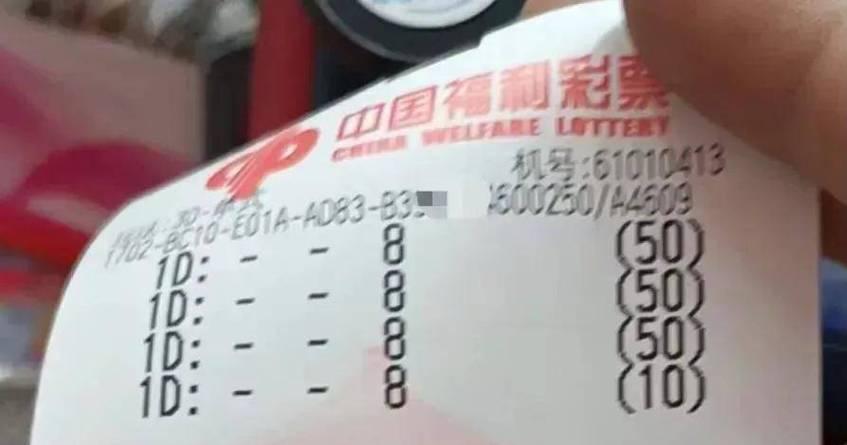 中国福利彩票
CHINA WELFARE LOTTERY
机号:61010413
1702-BC10-E01A-AD83-B3 600250/A4609
1D: - - 8 (50)
1D: - - 8 (50)
1D: - - 8 (50)
1D: - - 8 (10)